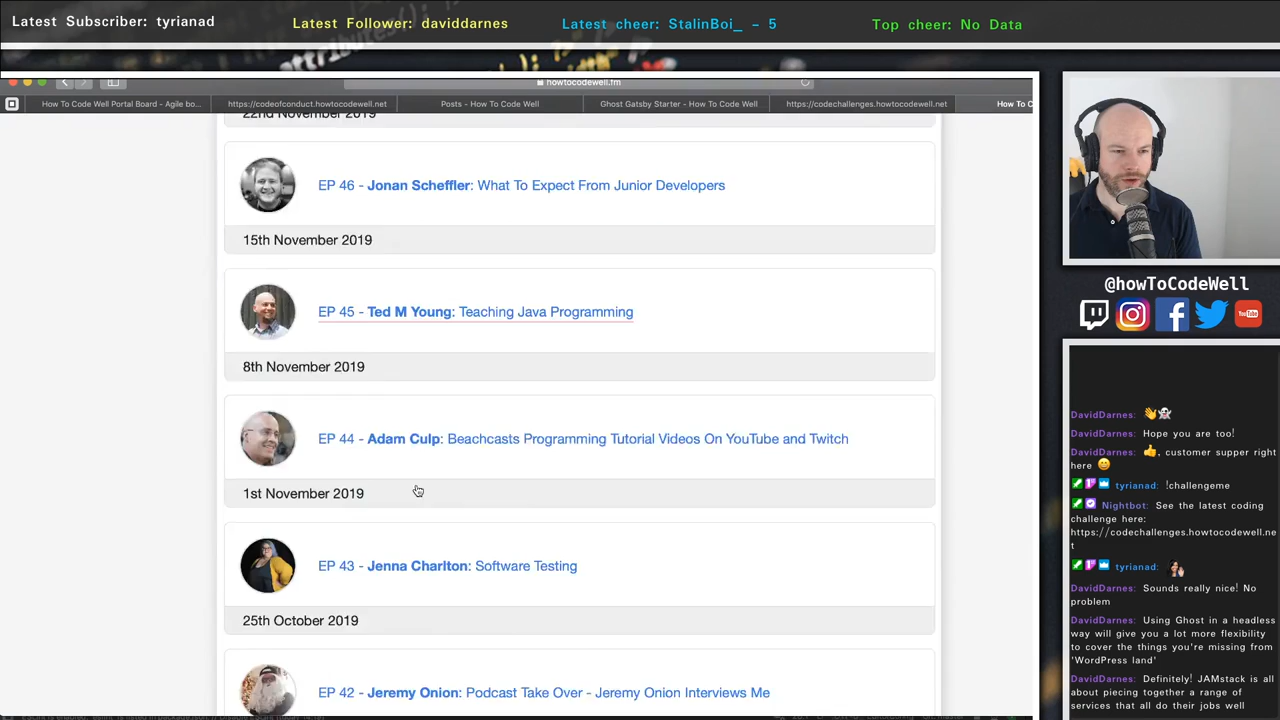 Latest Subscriber: tyrianad
Latest Follower: daviddarnes
Latest cheer: StalinBoi_ - 5
Top cheer: No Data
howtocodewell.fm
How To Code Well Portal Board - Agile bo...
https://codeofconduct.howtocodewell.net
Posts - How To Code Well
Ghost Gatsby Starter - How To Code Well
https://codechallenges.howtocodewell.net
How To C
22nd November 2019
EP 46 - Jonan Scheffler: What To Expect From Junior Developers
15th November 2019
EP 45 - Ted M Young: Teaching Java Programming
8th November 2019
EP 44 - Adam Culp: Beachcasts Programming Tutorial Videos On YouTube and Twitch
1st November 2019
EP 43 - Jenna Charlton: Software Testing
25th October 2019
EP 42 - Jeremy Onion: Podcast Take Over - Jeremy Onion Interviews Me
@howToCodeWell
YouTube
DavidDarnes: 👋👻
DavidDarnes: Hope you are too!
DavidDarnes: 👍, customer supper right
here 😊
tyrianad: !challengeme
Nightbot: See the latest coding
challenge here:
https://codechallenges.howtocodewell.ne
t
tyrianad:
DavidDarnes: Sounds really nice! No
problem
DavidDarnes: Using Ghost in a headless
way will give you a lot more flexibility
to cover the things you're missing from
'WordPress land'
DavidDarnes: Definitely! JAMstack is all
about piecing together a range of
services that all do their jobs well